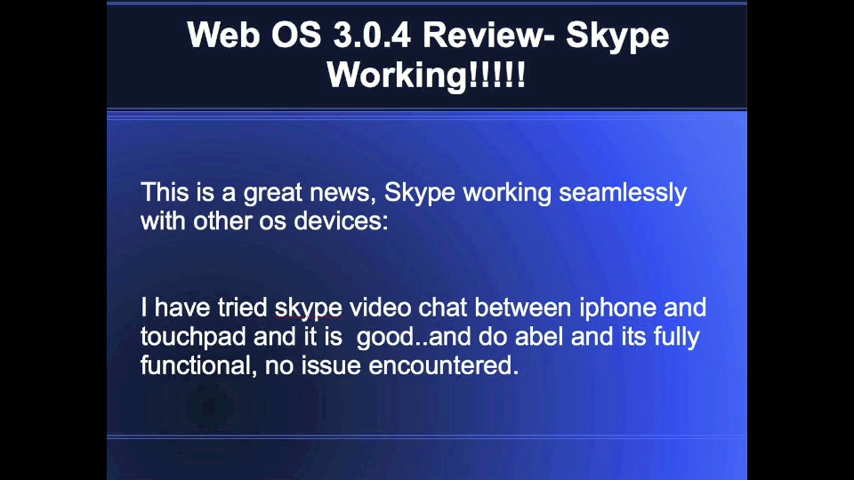 Web OS 3.0.4 Review- Skype
Working!!!!!
This is a great news, Skype working seamlessly
with other os devices:
I have tried skype video chat between iphone and
touchpad and it is  good..and do abel and its fully
functional, no issue encountered.